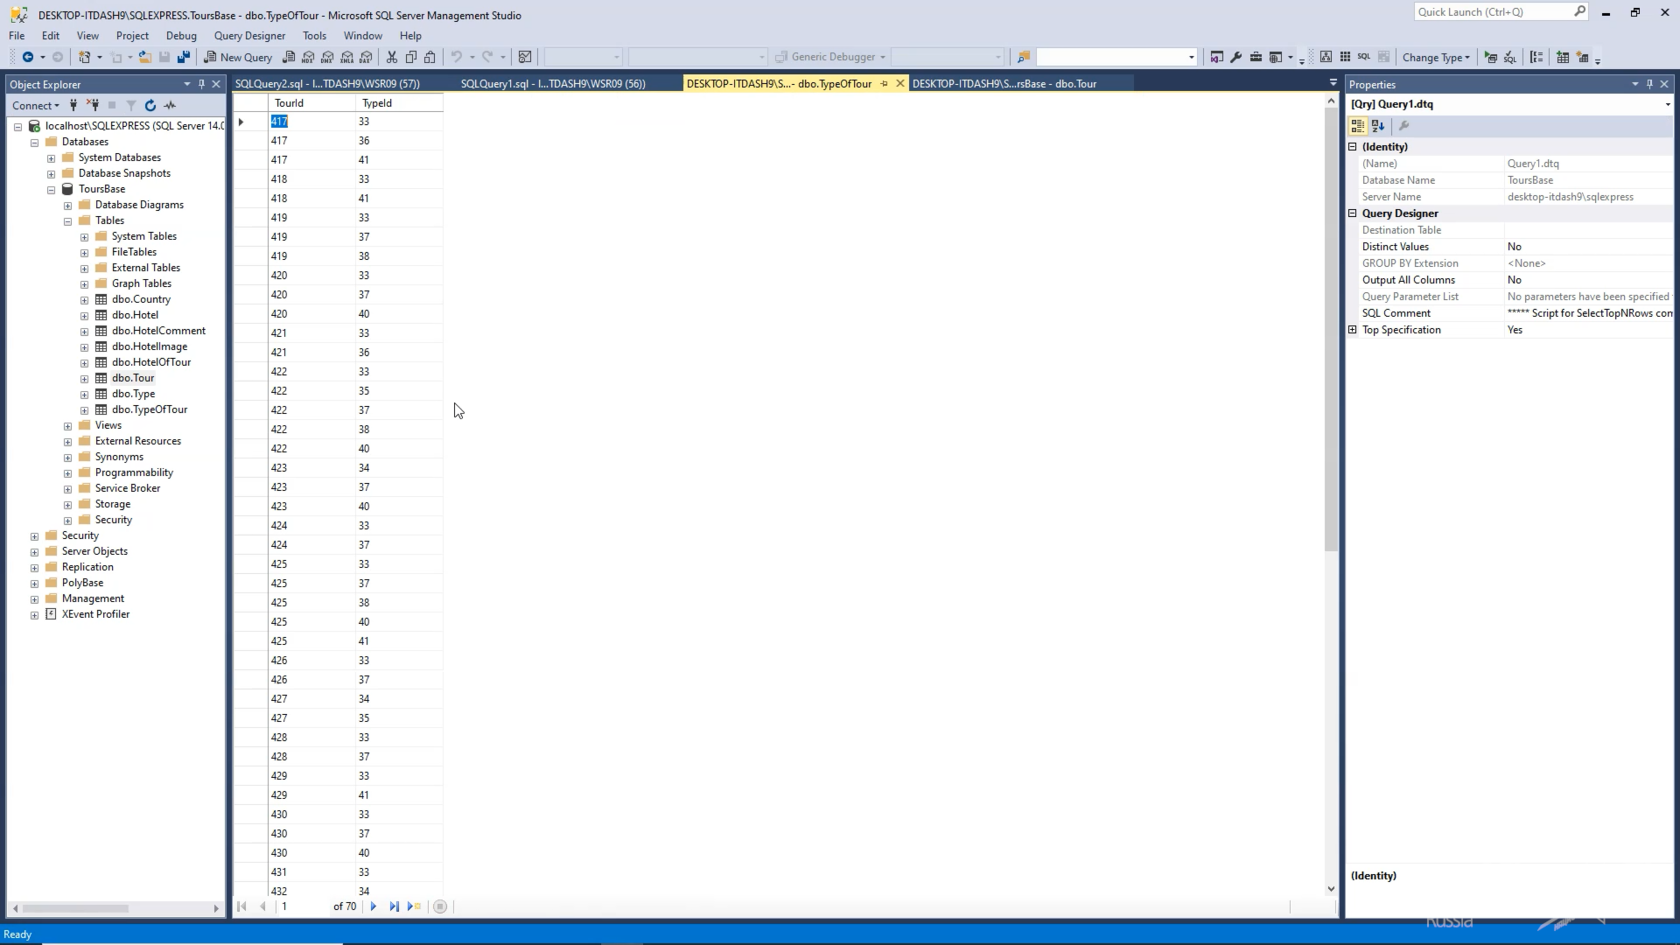 DESKTOP-ITDASH9\SQLEXPRESS.ToursBase - dbo.TypeOfTour - Microsoft SQL Server Management Studio
Quick Launch (Ctrl+Q)
File Edit View Project Debug Query Designer Tools Window Help
New Query Generic Debugger Change Type
Object Explorer
SQLQuery2.sql - l...TDASH9\WSR09 (57)) SQLQuery1.sql - l...TDASH9\WSR09 (56)) DESKTOP-ITDASH9\S...- dbo.TypeOfTour DESKTOP-ITDASH9\S...rsBase - dbo.Tour
Connect
localhost\SQLEXPRESS (SQL Server 14.0
Databases
System Databases
Database Snapshots
ToursBase
Database Diagrams
Tables
System Tables
FileTables
External Tables
Graph Tables
dbo.Country
dbo.Hotel
dbo.HotelComment
dbo.HotelImage
dbo.HotelOfTour
dbo.Tour
dbo.Type
dbo.TypeOfTour
Views
External Resources
Synonyms
Programmability
Service Broker
Storage
Security
Security
Server Objects
Replication
PolyBase
Management
XEvent Profiler
TourId TypeId
417 33
417 36
417 41
418 33
418 41
419 33
419 37
419 38
420 33
420 37
420 40
421 33
421 36
422 33
422 35
422 37
422 38
422 40
423 34
423 37
423 40
424 33
424 37
425 33
425 37
425 38
425 40
425 41
426 33
426 37
427 34
427 35
428 33
428 37
429 33
429 41
430 33
430 37
430 40
431 33
432 34
1 of 70
Properties
[Qry] Query1.dtq
(Identity)
(Name) Query1.dtq
Database Name ToursBase
Server Name desktop-itdash9\sqlexpress
Query Designer
Destination Table
Distinct Values No
GROUP BY Extension <None>
Output All Columns No
Query Parameter List No parameters have been specified
SQL Comment ***** Script for SelectTopNRows com
Top Specification Yes
(Identity)
Russia
Ready